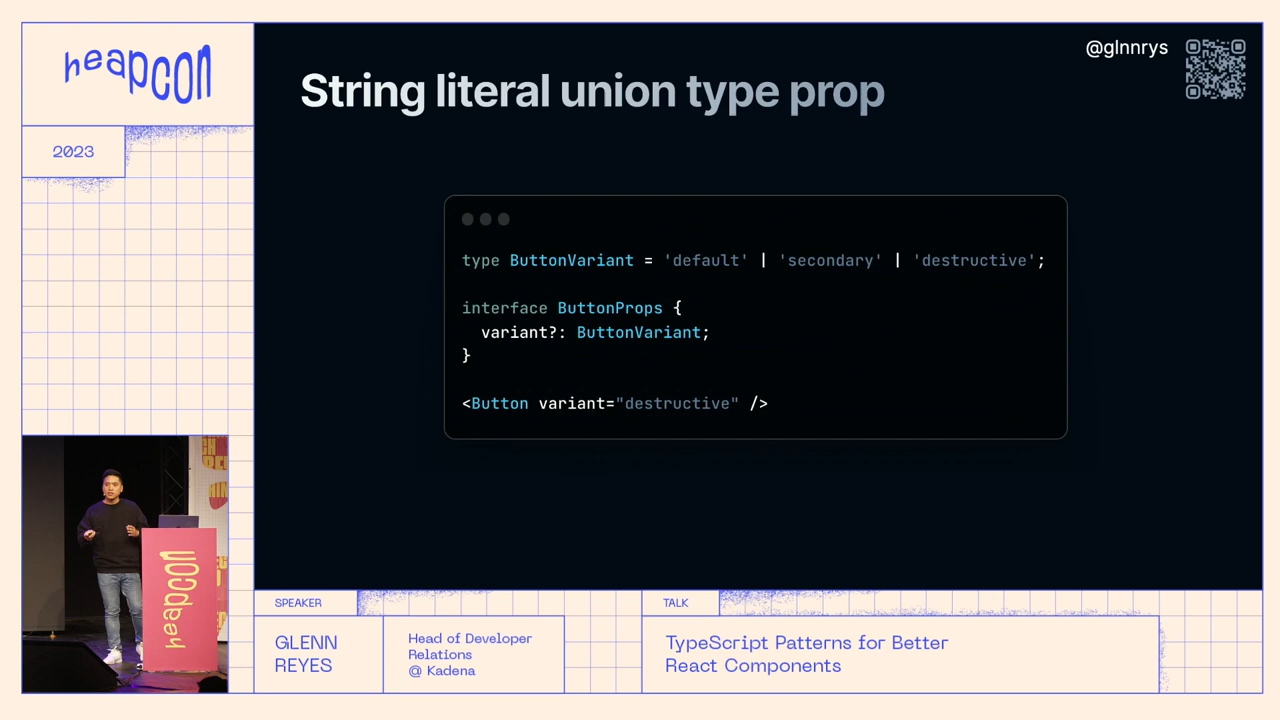 heapcon
2023
@glnnrys
String literal union type prop
type ButtonVariant = 'default' | 'secondary' | 'destructive';
interface ButtonProps {
  variant?: ButtonVariant;
}
<Button variant="destructive" />
heapcon
SPEAKER
GLENN
REYES
Head of Developer
Relations
@ Kadena
TALK
TypeScript Patterns for Better
React Components